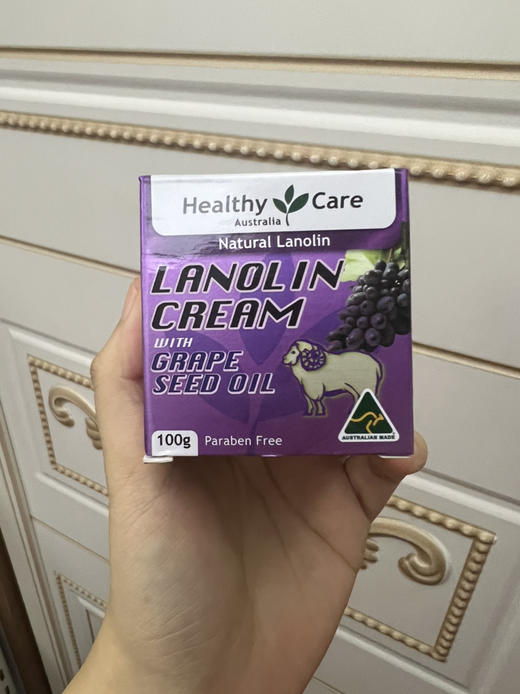 Healthy Care
Australia
Natural Lanolin
LANOLIN
CREAM
WITH
GRAPE
SEED OIL
100g Paraben Free
AUSTRALIAN MADE